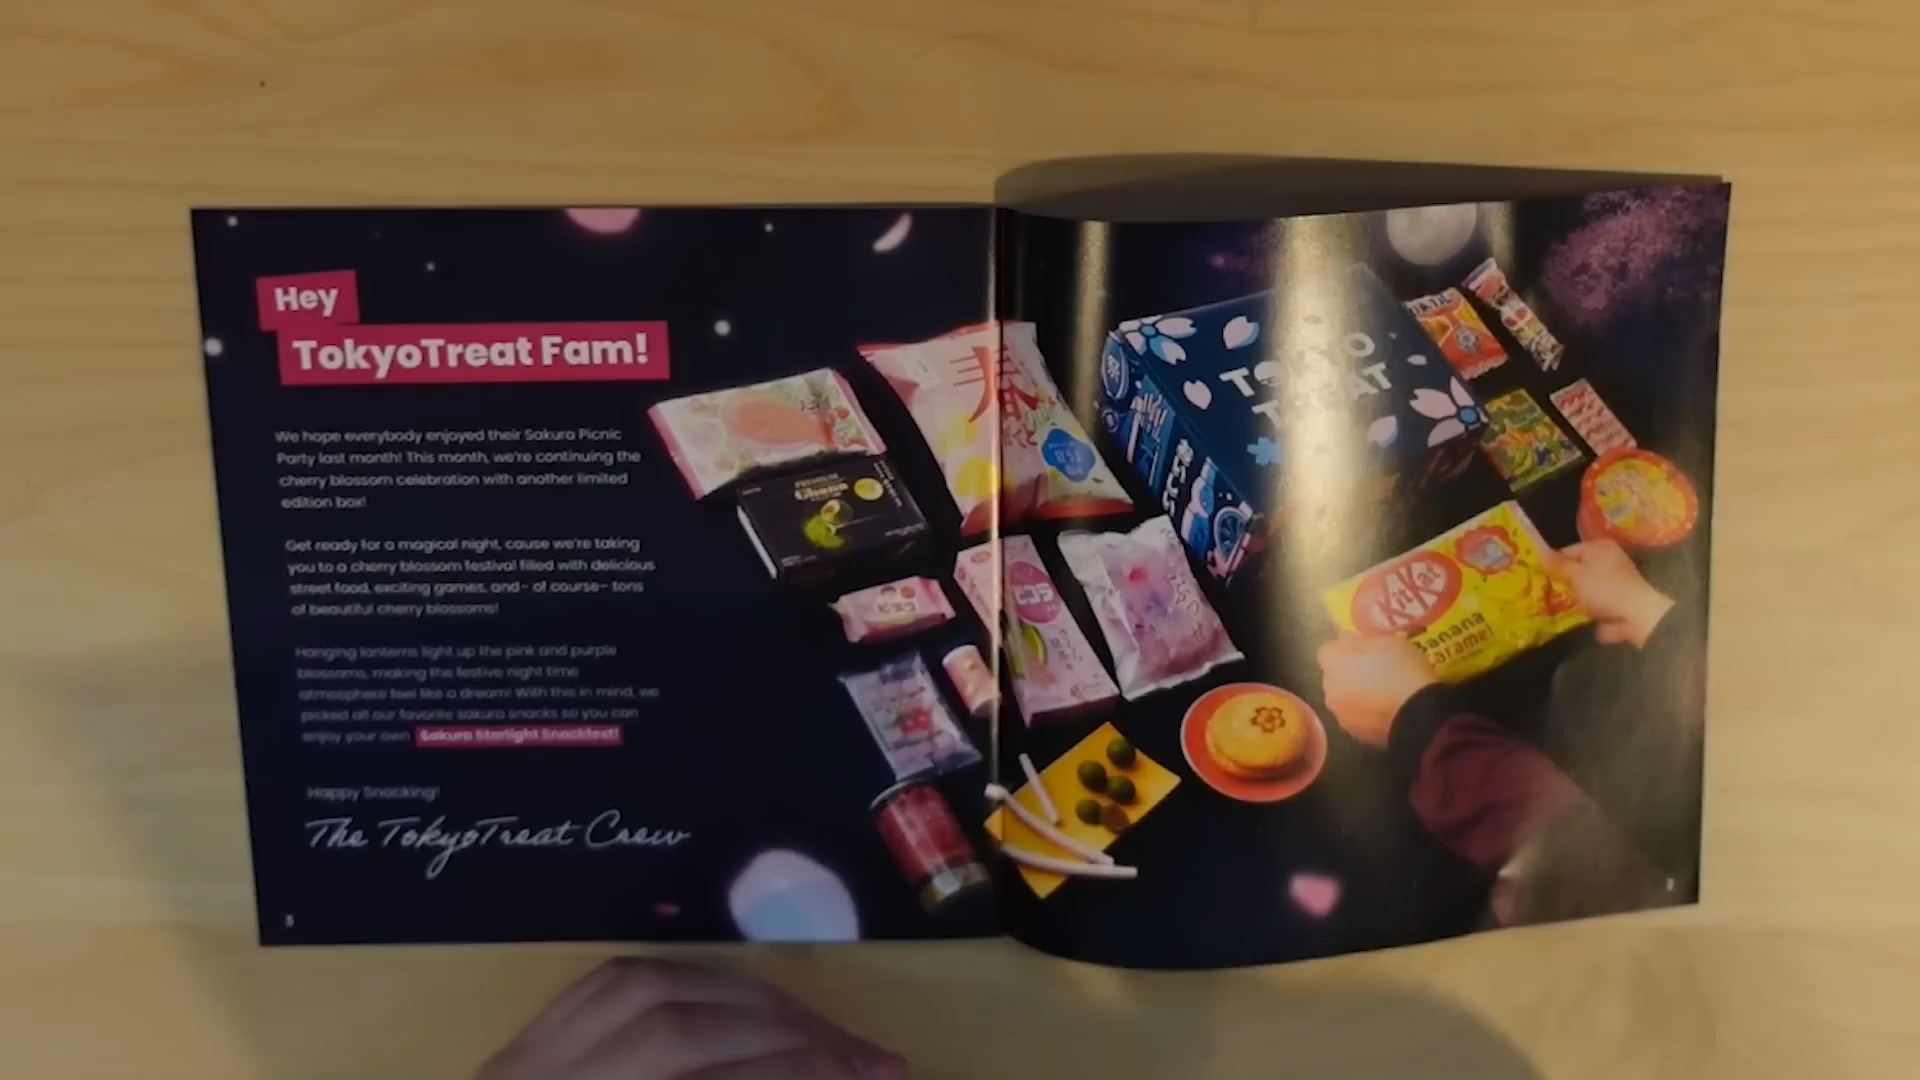 Hey
TokyoTreat Fam!
We hope everybody enjoyed their Sakura Picnic
Party last month! This month, we're continuing the
cherry blossom celebration with another limited
edition box!
Get ready for a magical night, cause we're taking
you to a cherry blossom festival filled with delicious
street food, exciting games, and- of course- tons
of beautiful cherry blossoms!
Hanging lanterns light up the pink and purple
blossoms, making the festive night time
atmosphere feel like a dream! With this in mind, we
picked all our favorite sakura snacks so you can
enjoy your own Sakura Starlight Snackfest!
Happy Snacking!
The TokyoTreat Crew
春
PREMIUM
Ghana
ビスコ
TOKYO
TREAT
KitKat
Banana
Caramel